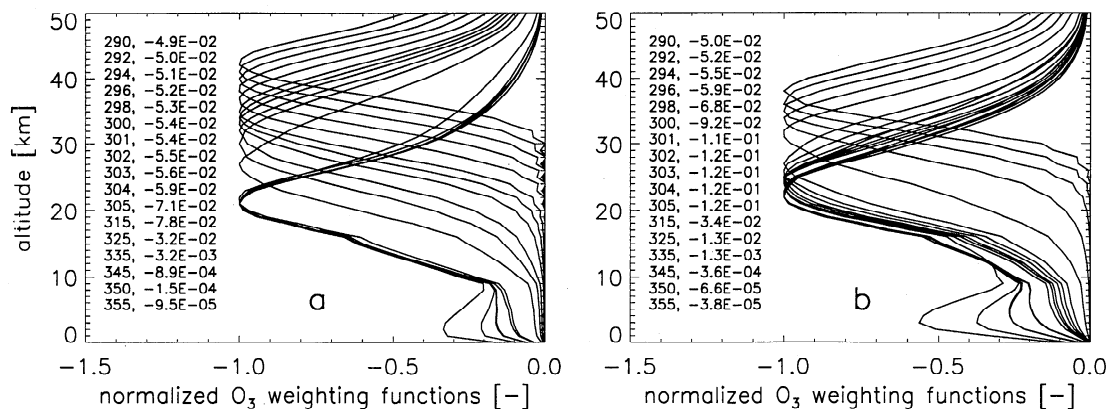 50
40
30
20
10
0
altitude [km]
290, -4.9E-02
292, -5.0E-02
294, -5.1E-02
296, -5.2E-02
298, -5.3E-02
300, -5.4E-02
301, -5.4E-02
302, -5.5E-02
303, -5.6E-02
304, -5.9E-02
305, -7.1E-02
315, -7.8E-02
325, -3.2E-02
335, -3.2E-03
345, -8.9E-04
350, -1.5E-04
355, -9.5E-05
a
-1.5 -1.0 -0.5 0.0
normalized O₃ weighting functions [-]
50
40
30
20
10
0
290, -5.0E-02
292, -5.2E-02
294, -5.5E-02
296, -5.9E-02
298, -6.8E-02
300, -9.2E-02
301, -1.1E-01
302, -1.2E-01
303, -1.2E-01
304, -1.2E-01
305, -1.2E-01
315, -3.4E-02
325, -1.3E-02
335, -1.3E-03
345, -3.6E-04
350, -6.6E-05
355, -3.8E-05
b
-1.5 -1.0 -0.5 0.0
normalized O₃ weighting functions [-]